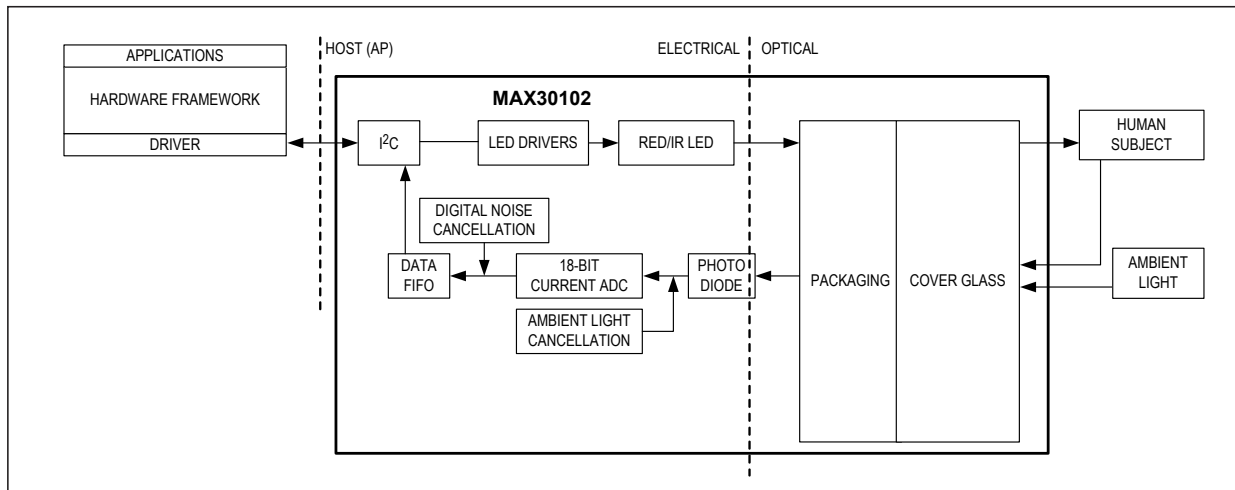 HOST (AP)
ELECTRICAL
OPTICAL
APPLICATIONS
HARDWARE FRAMEWORK
DRIVER
MAX30102
I²C
LED DRIVERS
RED/IR LED
HUMAN
SUBJECT
DIGITAL NOISE
CANCELLATION
DATA
FIFO
18-BIT
CURRENT ADC
PHOTO
DIODE
AMBIENT LIGHT
CANCELLATION
PACKAGING
COVER GLASS
AMBIENT
LIGHT